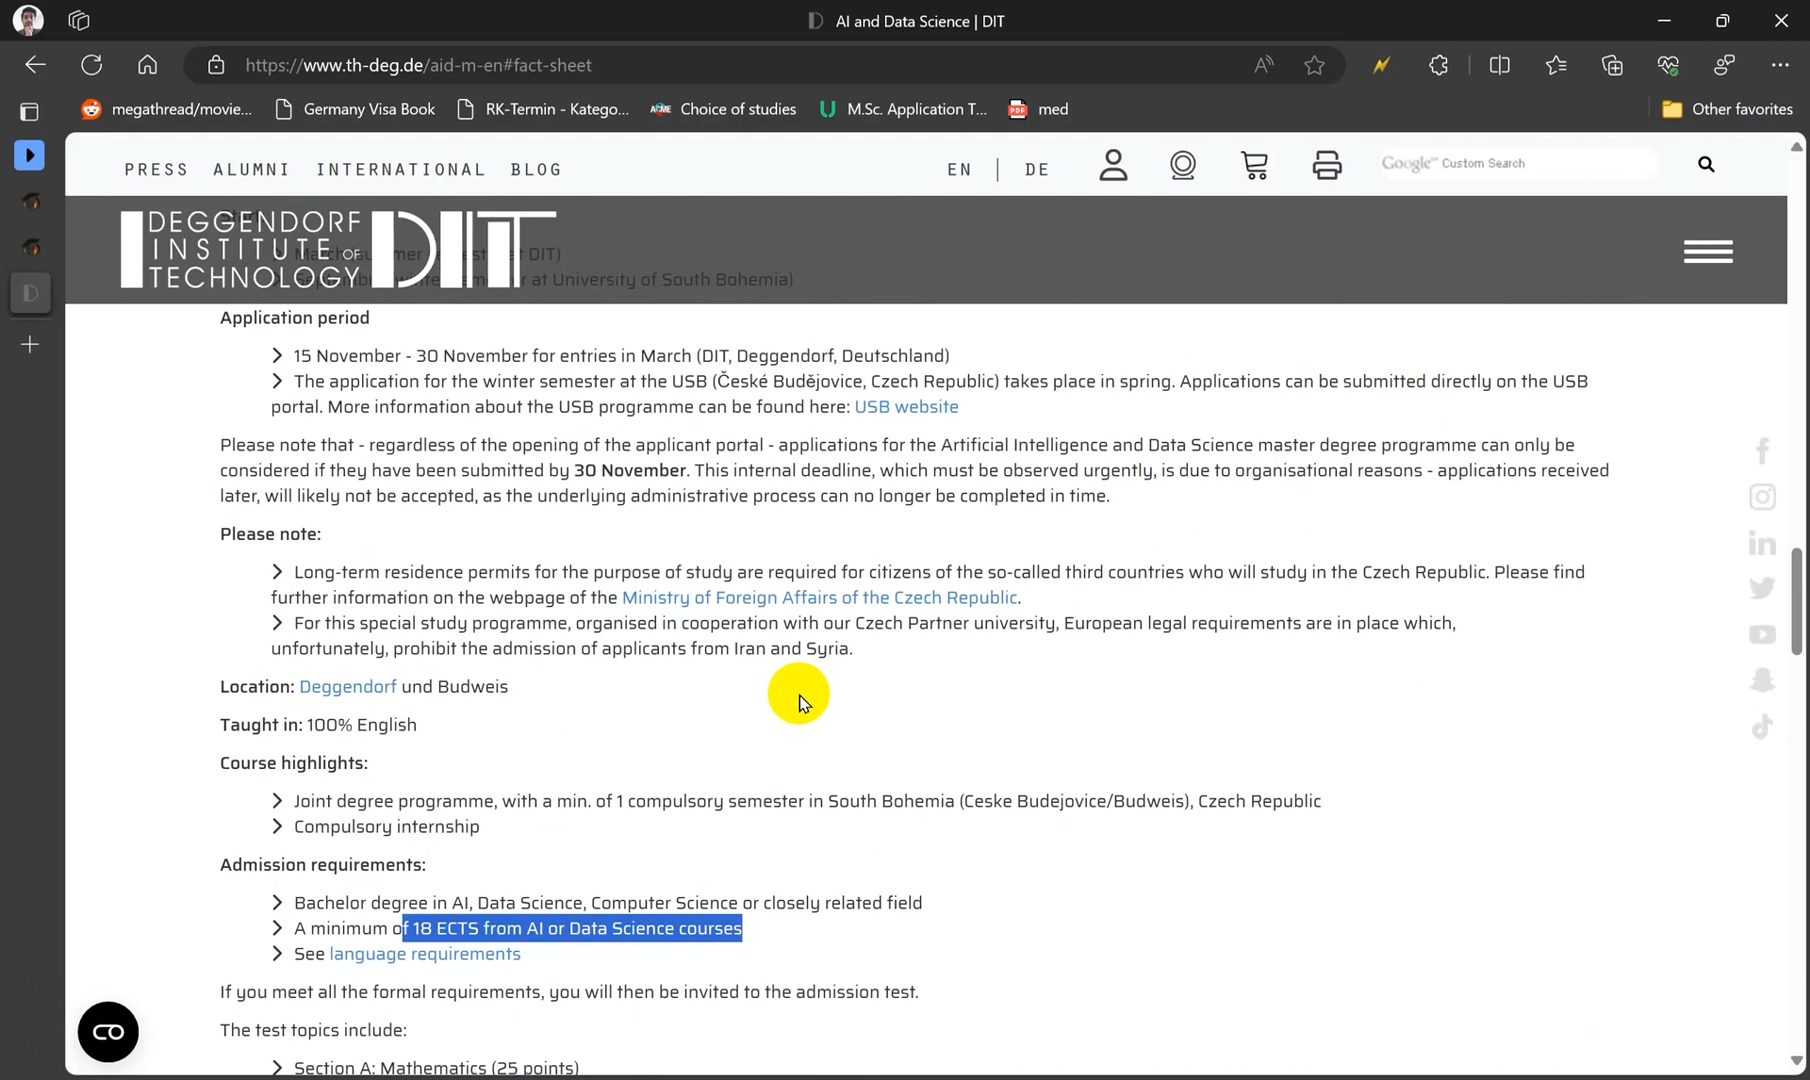 AI and Data Science | DIT
https://www.th-deg.de/aid-m-en#fact-sheet
megathread/movie... Germany Visa Book RK-Termin - Katego... Choice of studies M.Sc. Application T... med Other favorites
PRESS ALUMNI INTERNATIONAL BLOG EN | DE Google™ Custom Search
DEGGENDORF
INSTITUTE OF
TECHNOLOGY
DIT
Application period
15 November - 30 November for entries in March (DIT, Deggendorf, Deutschland)
The application for the winter semester at the USB (České Budějovice, Czech Republic) takes place in spring. Applications can be submitted directly on the USB
portal. More information about the USB programme can be found here: USB website
Please note that - regardless of the opening of the applicant portal - applications for the Artificial Intelligence and Data Science master degree programme can only be
considered if they have been submitted by 30 November. This internal deadline, which must be observed urgently, is due to organisational reasons - applications received
later, will likely not be accepted, as the underlying administrative process can no longer be completed in time.
Please note:
Long-term residence permits for the purpose of study are required for citizens of the so-called third countries who will study in the Czech Republic. Please find
further information on the webpage of the Ministry of Foreign Affairs of the Czech Republic.
For this special study programme, organised in cooperation with our Czech Partner university, European legal requirements are in place which,
unfortunately, prohibit the admission of applicants from Iran and Syria.
Location: Deggendorf und Budweis
Taught in: 100% English
Course highlights:
Joint degree programme, with a min. of 1 compulsory semester in South Bohemia (Ceske Budejovice/Budweis), Czech Republic
Compulsory internship
Admission requirements:
Bachelor degree in AI, Data Science, Computer Science or closely related field
A minimum of 18 ECTS from AI or Data Science courses
See language requirements
If you meet all the formal requirements, you will then be invited to the admission test.
The test topics include:
Section A: Mathematics (25 points)